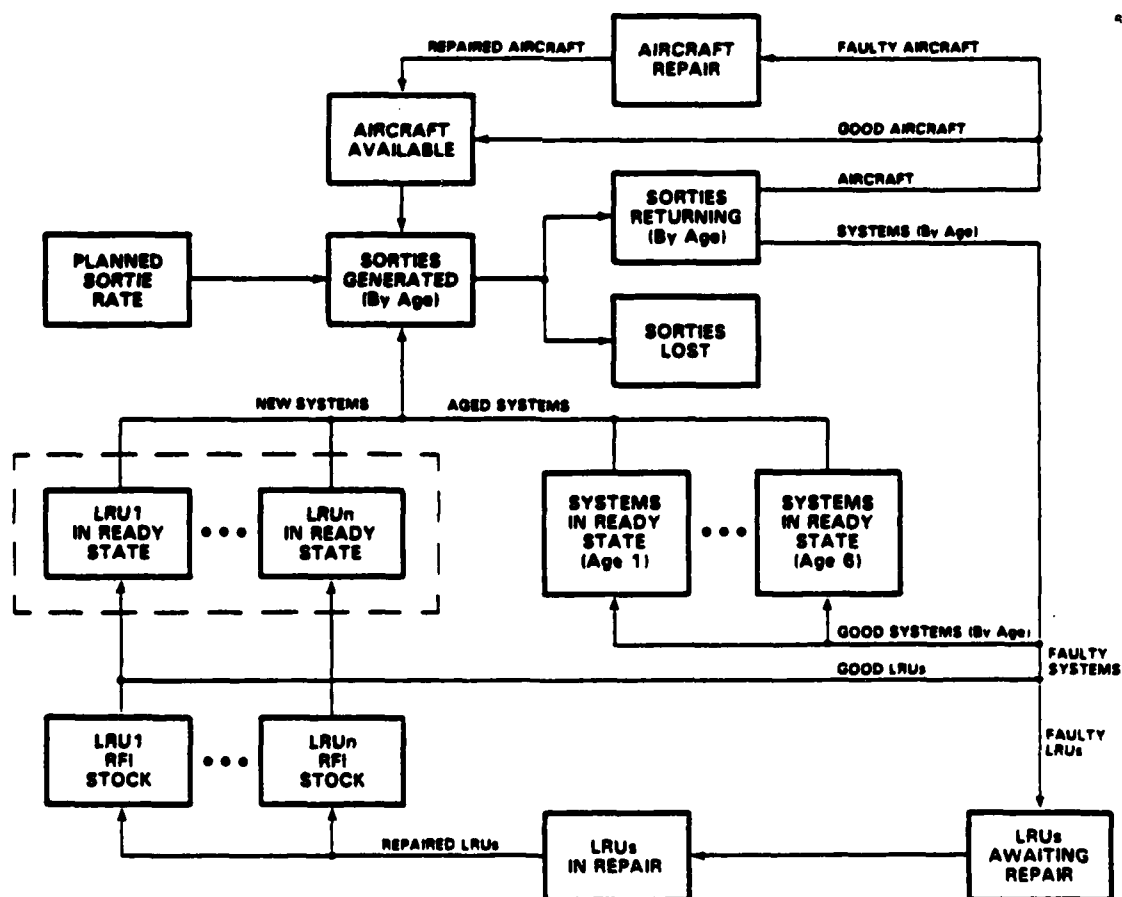 REPAIRED AIRCRAFT
AIRCRAFT
REPAIR
FAULTY AIRCRAFT
AIRCRAFT
AVAILABLE
GOOD AIRCRAFT
SORTIES
RETURNING
(By Age)
AIRCRAFT
SYSTEMS (By Age)
PLANNED
SORTIE
RATE
SORTIES
GENERATED
(By Age)
SORTIES
LOST
NEW SYSTEMS
AGED SYSTEMS
LRU1
IN READY
STATE
•••
LRUn
IN READY
STATE
SYSTEMS
IN READY
STATE
(Age 1)
•••
SYSTEMS
IN READY
STATE
(Age 6)
GOOD SYSTEMS (By Age)
FAULTY
SYSTEMS
GOOD LRUs
LRU1
RFI
STOCK
•••
LRUn
RFI
STOCK
FAULTY
LRUs
REPAIRED LRUs
LRUs
IN REPAIR
LRUs
AWAITING
REPAIR